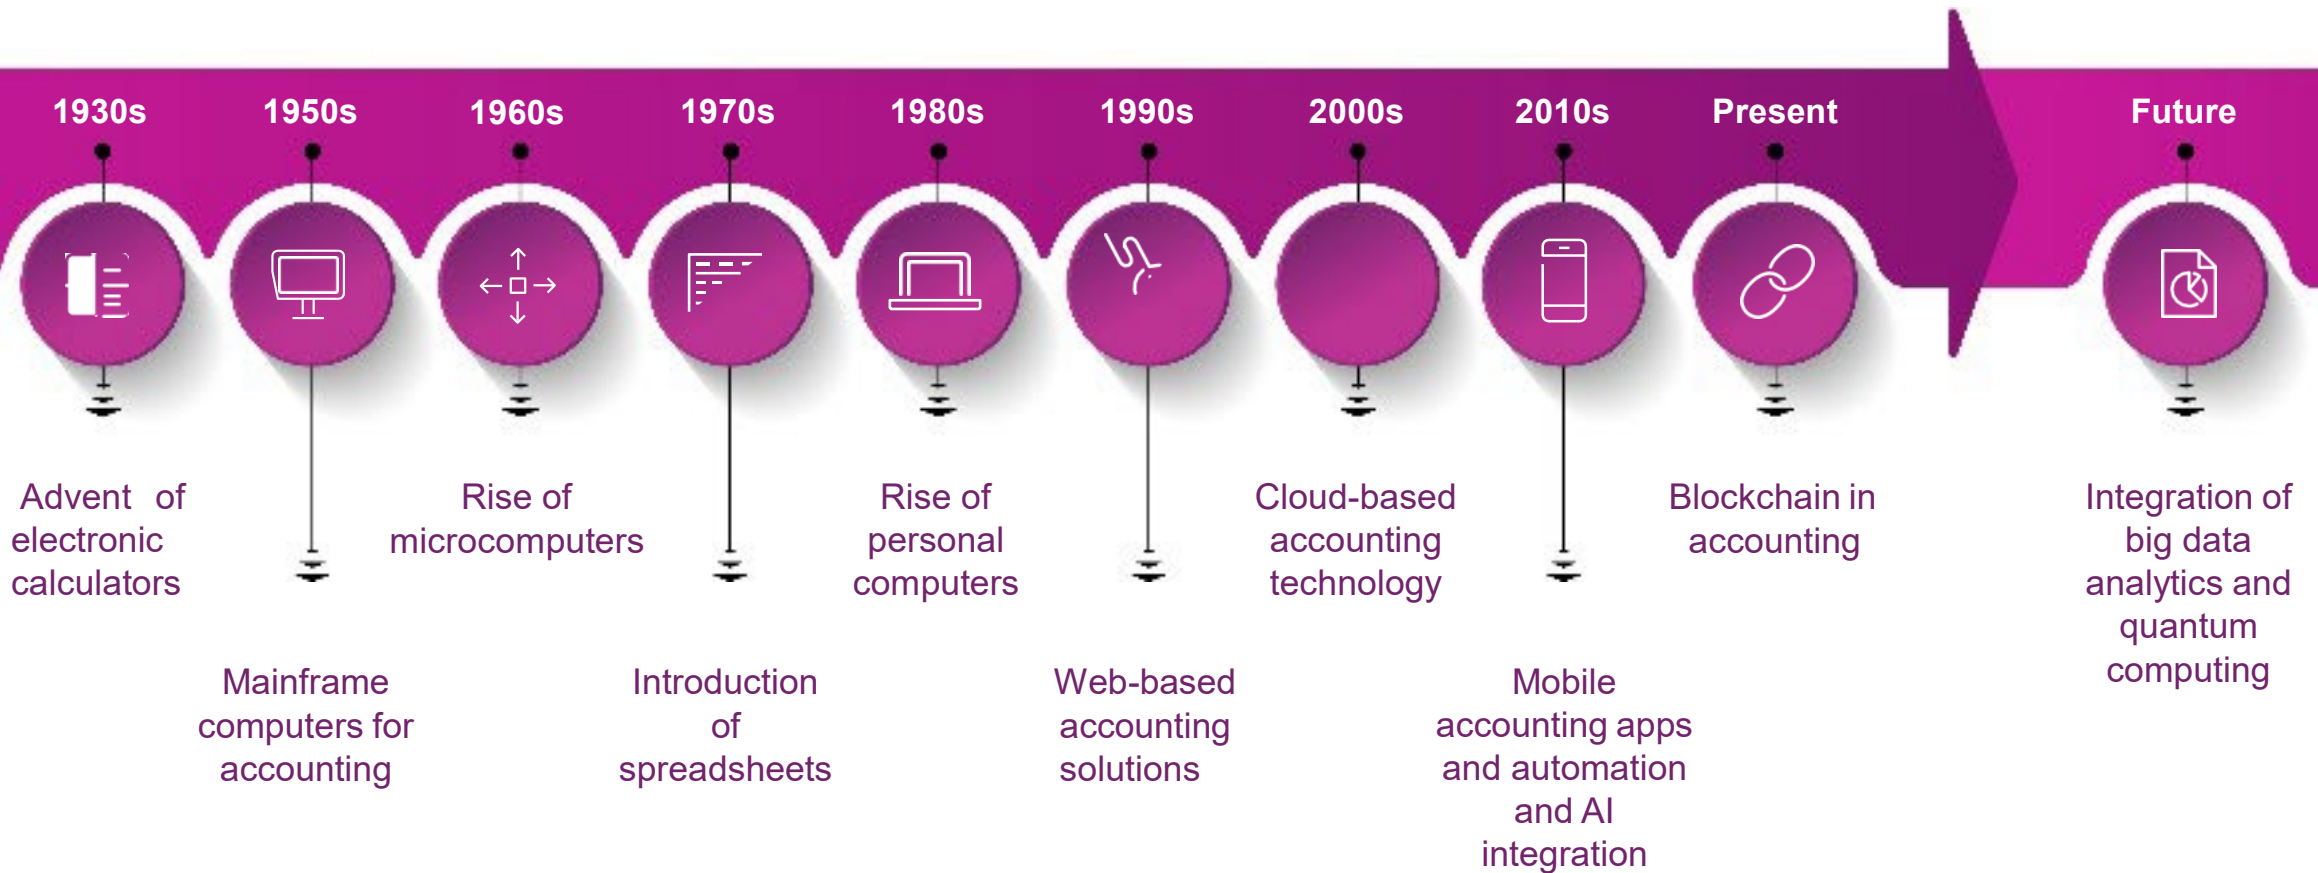 1930s
1950s
1960s
1970s
1980s
1990s
2000s
2010s
Present
Future
Advent of
electronic
calculators
Mainframe
computers for
accounting
Rise of
microcomputers
Introduction
of
spreadsheets
Rise of
personal
computers
Web-based
accounting
solutions
Cloud-based
accounting
technology
Mobile
accounting apps
and automation
and AI
integration
Blockchain in
accounting
Integration of
big data
analytics and
quantum
computing